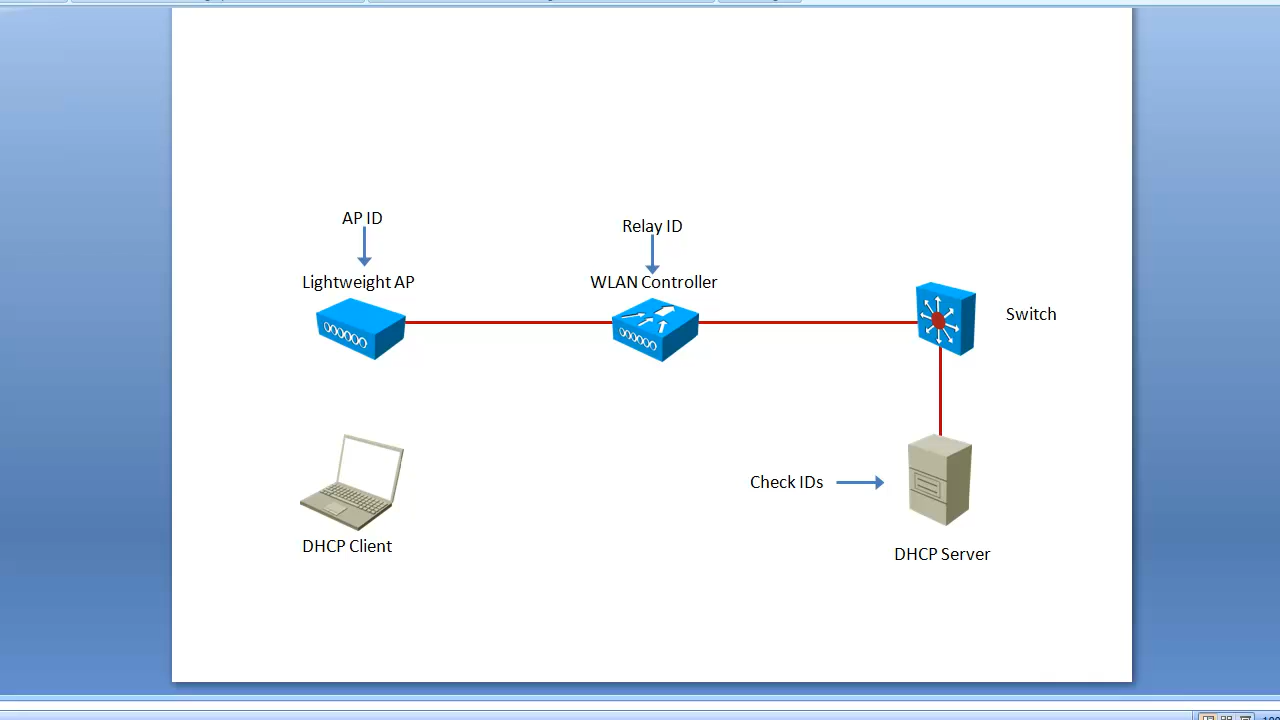 AP ID
Relay ID
Lightweight AP
WLAN Controller
Switch
Check IDs
DHCP Client
DHCP Server